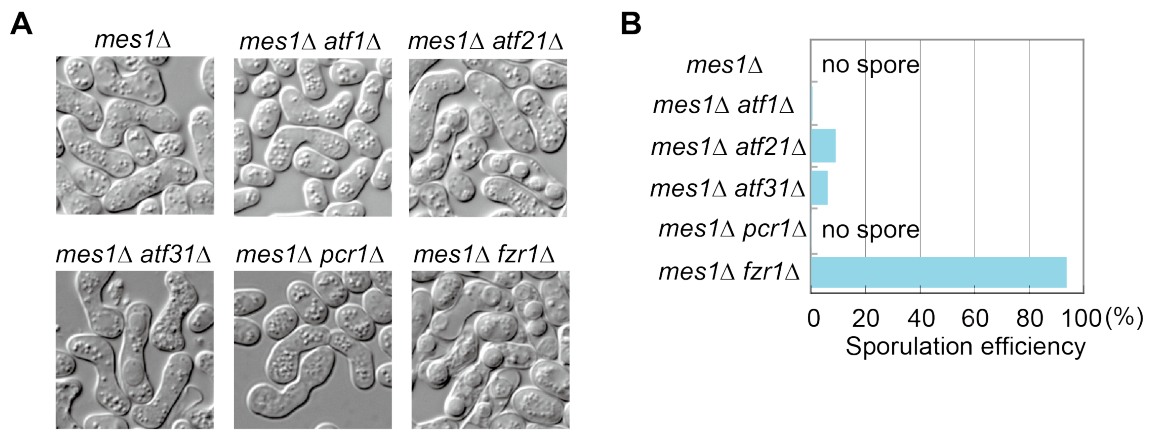 A
mes1Δ
mes1Δ atf1Δ
mes1Δ atf21Δ
mes1Δ atf31Δ
mes1Δ pcr1Δ
mes1Δ fzr1Δ
B
mes1Δ
no spore
mes1Δ atf1Δ
mes1Δ atf21Δ
mes1Δ atf31Δ
mes1Δ pcr1Δ
no spore
mes1Δ fzr1Δ
0 20 40 60 80 100 (%)
Sporulation efficiency